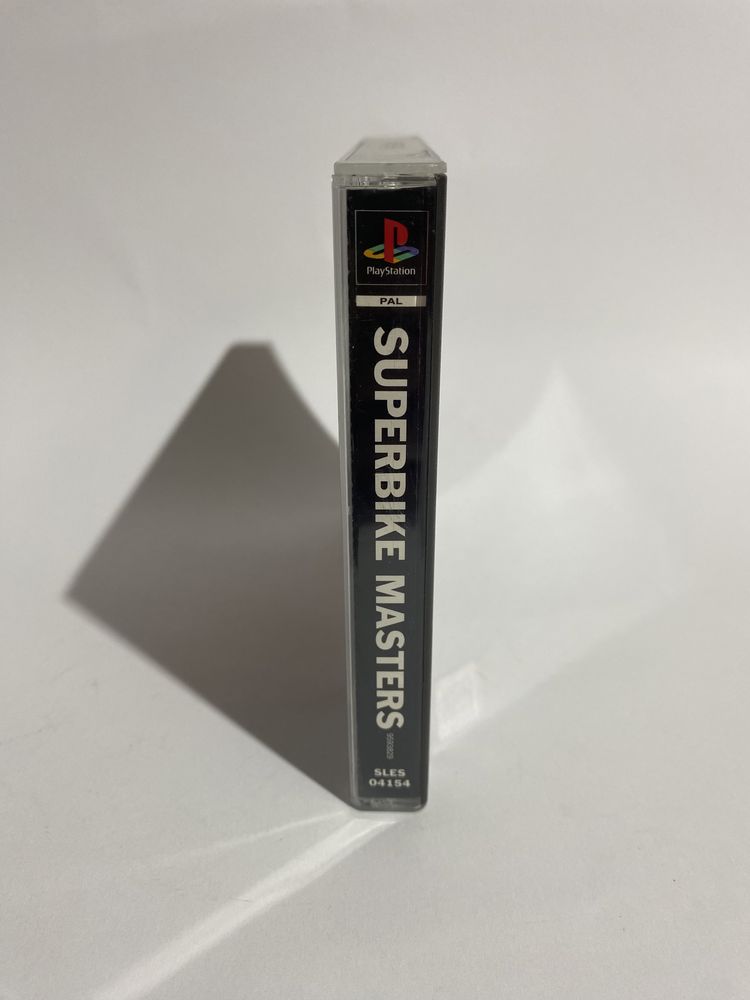 PlayStation
PAL
SUPERBIKE MASTERS
SLES
04154